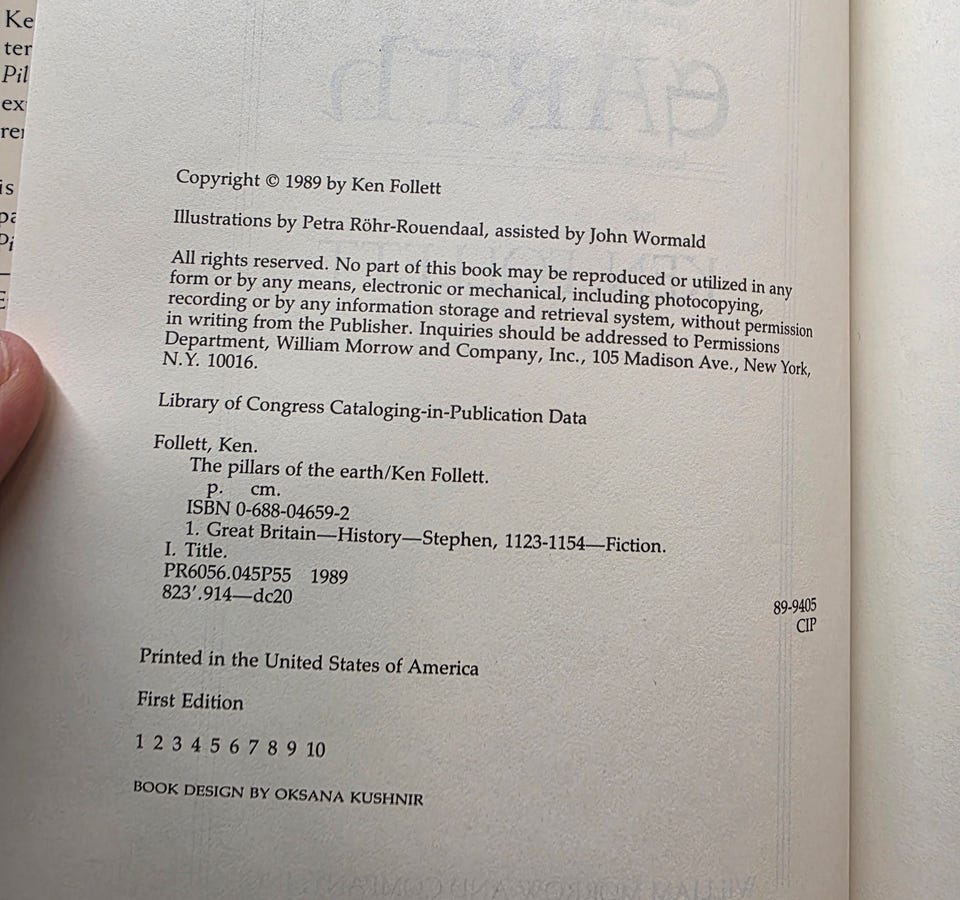 Ke
ter
Pil
ex
is
Copyright © 1989 by Ken Follett
Illustrations by Petra Röhr-Rouendaal, assisted by John Wormald
All rights reserved. No part of this book may be reproduced or utilized in any
form or by any means, electronic or mechanical, including photocopying,
recording or by any information storage and retrieval system, without permission
in writing from the Publisher. Inquiries should be addressed to Permissions
Department, William Morrow and Company, Inc., 105 Madison Ave., New York,
N.Y. 10016.
Library of Congress Cataloging-in-Publication Data
Follett, Ken.
The pillars of the earth/Ken Follett.
p. cm.
ISBN 0-688-04659-2
1. Great Britain—History—Stephen, 1123-1154—Fiction.
I. Title.
PR6056.045P55 1989
823'.914—dc20
89-9405
CIP
Printed in the United States of America
First Edition
1 2 3 4 5 6 7 8 9 10
BOOK DESIGN BY OKSANA KUSHNIR